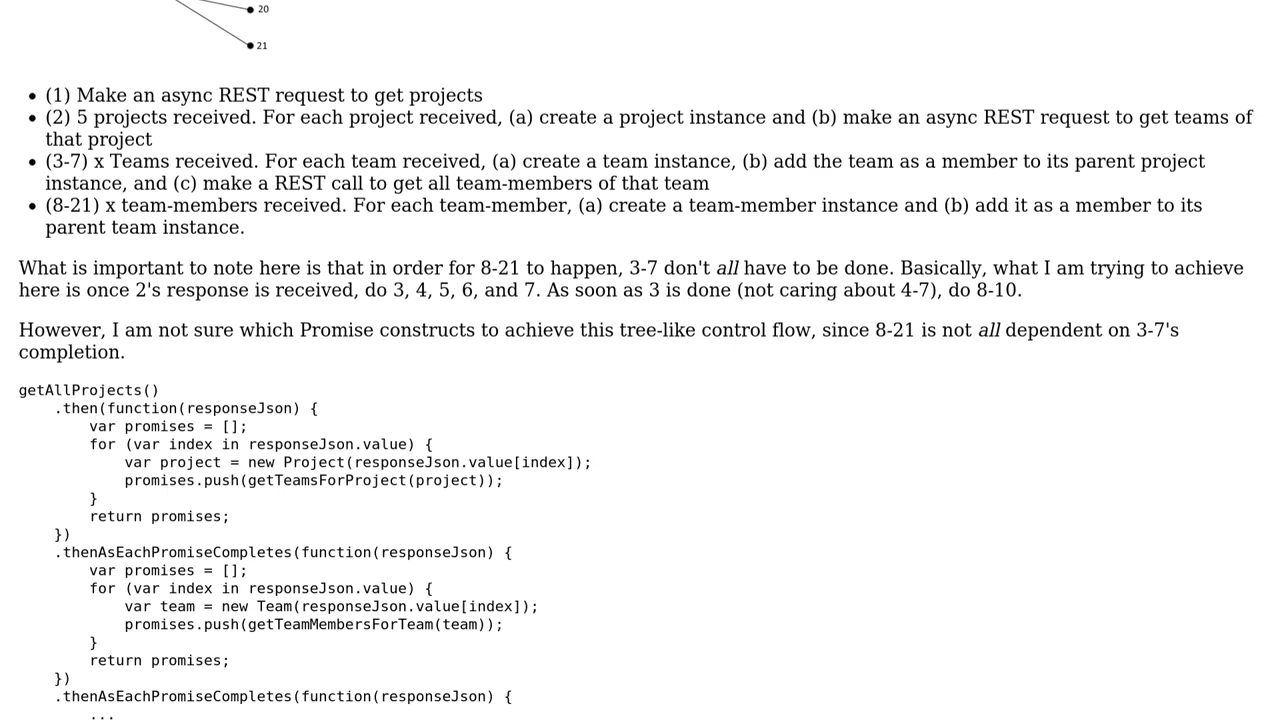 20
21
• (1) Make an async REST request to get projects
• (2) 5 projects received. For each project received, (a) create a project instance and (b) make an async REST request to get teams of
that project
• (3-7) x Teams received. For each team received, (a) create a team instance, (b) add the team as a member to its parent project
instance, and (c) make a REST call to get all team-members of that team
• (8-21) x team-members received. For each team-member, (a) create a team-member instance and (b) add it as a member to its
parent team instance.
What is important to note here is that in order for 8-21 to happen, 3-7 don't all have to be done. Basically, what I am trying to achieve
here is once 2's response is received, do 3, 4, 5, 6, and 7. As soon as 3 is done (not caring about 4-7), do 8-10.
However, I am not sure which Promise constructs to achieve this tree-like control flow, since 8-21 is not all dependent on 3-7's
completion.
getAllProjects()
    .then(function(responseJson) {
        var promises = [];
        for (var index in responseJson.value) {
            var project = new Project(responseJson.value[index]);
            promises.push(getTeamsForProject(project));
        }
        return promises;
    })
    .thenAsEachPromiseCompletes(function(responseJson) {
        var promises = [];
        for (var index in responseJson.value) {
            var team = new Team(responseJson.value[index]);
            promises.push(getTeamMembersForTeam(team));
        }
        return promises;
    })
    .thenAsEachPromiseCompletes(function(responseJson) {
        ...